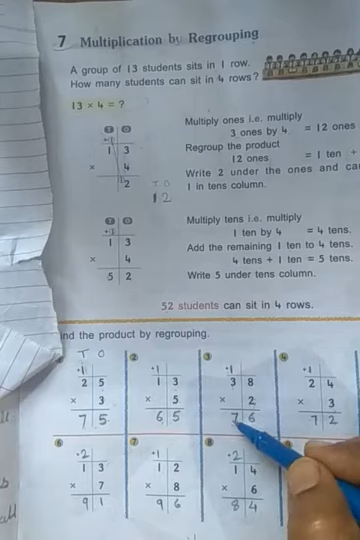 7 Multiplication by Regrouping
A group of 13 students sits in 1 row.
How many students can sit in 4 rows?
13 × 4 = ?
T O
+1
1 3
× 4
1 2
T O
1 2
Multiply ones i.e. multiply
3 ones by 4 = 12 ones
Regroup the product
12 ones = 1 ten +
Write 2 under the ones and
1 in tens column.
T O
+1
1 3
× 4
5 2
Multiply tens i.e. multiply
1 ten by 4 = 4 tens.
Add the remaining 1 ten to 4 tens.
4 tens + 1 ten = 5 tens.
Write 5 under tens column.
52 students can sit in 4 rows.
ind the product by regrouping.
T O
+1
2 5
× 3
7 5
2
+1
1 3
× 5
6 5
3
+1
3 8
× 2
7 6
4
+1
2 4
× 3
7 2
6
+2
1 3
× 7
9 1
7
+1
1 2
× 8
9 6
8
+2
1 4
× 6
8 4